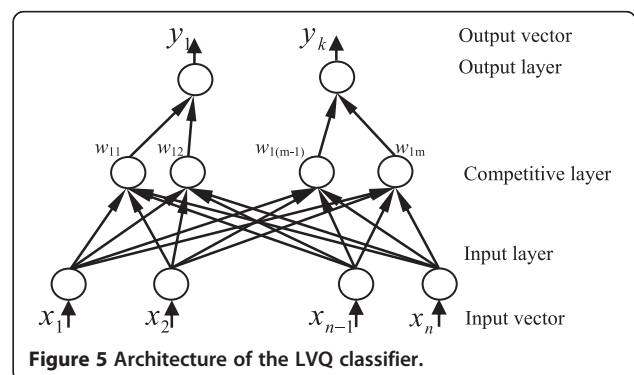 y₁ yₖ Output vector
Output layer
w₁₁ w₁₂ w₁₍ₘ₋₁₎ w₁ₘ
Competitive layer
Input layer
x₁ x₂ xₙ₋₁ xₙ Input vector
Figure 5 Architecture of the LVQ classifier.